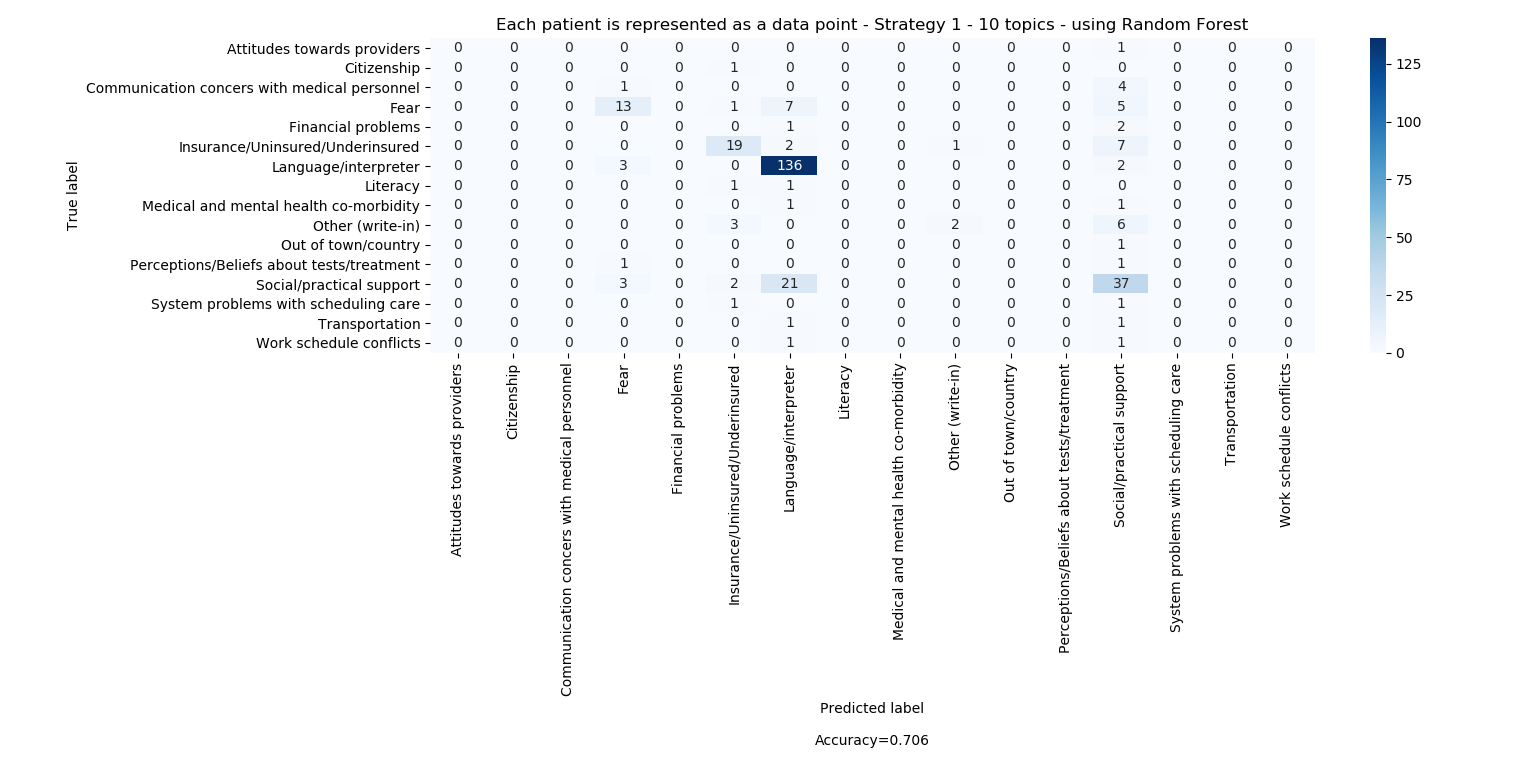 Each patient is represented as a data point - Strategy 1 - 10 topics - using Random Forest
Attitudes towards providers 0 0 0 0 0 0 0 0 0 0 0 0 1 0 0 0
Citizenship 0 0 0 0 0 1 0 0 0 0 0 0 0 0 0 0
Communication concers with medical personnel 0 0 0 1 0 0 0 0 0 0 0 0 4 0 0 0
Fear 0 0 0 13 0 1 7 0 0 0 0 0 5 0 0 0
Financial problems 0 0 0 0 0 0 1 0 0 0 0 0 2 0 0 0
Insurance/Uninsured/Underinsured 0 0 0 0 0 19 2 0 0 1 0 0 7 0 0 0
Language/interpreter 0 0 0 3 0 0 136 0 0 0 0 0 2 0 0 0
Literacy 0 0 0 0 0 1 1 0 0 0 0 0 0 0 0 0
Medical and mental health co-morbidity 0 0 0 0 0 0 1 0 0 0 0 0 1 0 0 0
Other (write-in) 0 0 0 0 0 3 0 0 0 2 0 0 6 0 0 0
Out of town/country 0 0 0 0 0 0 0 0 0 0 0 0 1 0 0 0
Perceptions/Beliefs about tests/treatment 0 0 0 1 0 0 0 0 0 0 0 0 1 0 0 0
Social/practical support 0 0 0 3 0 2 21 0 0 0 0 0 37 0 0 0
System problems with scheduling care 0 0 0 0 0 1 0 0 0 0 0 0 1 0 0 0
Transportation 0 0 0 0 0 0 1 0 0 0 0 0 1 0 0 0
Work schedule conflicts 0 0 0 0 0 0 1 0 0 0 0 0 1 0 0 0
True label
125
100
75
50
25
0
Attitudes towards providers
Citizenship
Communication concers with medical personnel
Fear
Financial problems
Insurance/Uninsured/Underinsured
Language/interpreter
Literacy
Medical and mental health co-morbidity
Other (write-in)
Out of town/country
Perceptions/Beliefs about tests/treatment
Social/practical support
System problems with scheduling care
Transportation
Work schedule conflicts
Predicted label
Accuracy=0.706